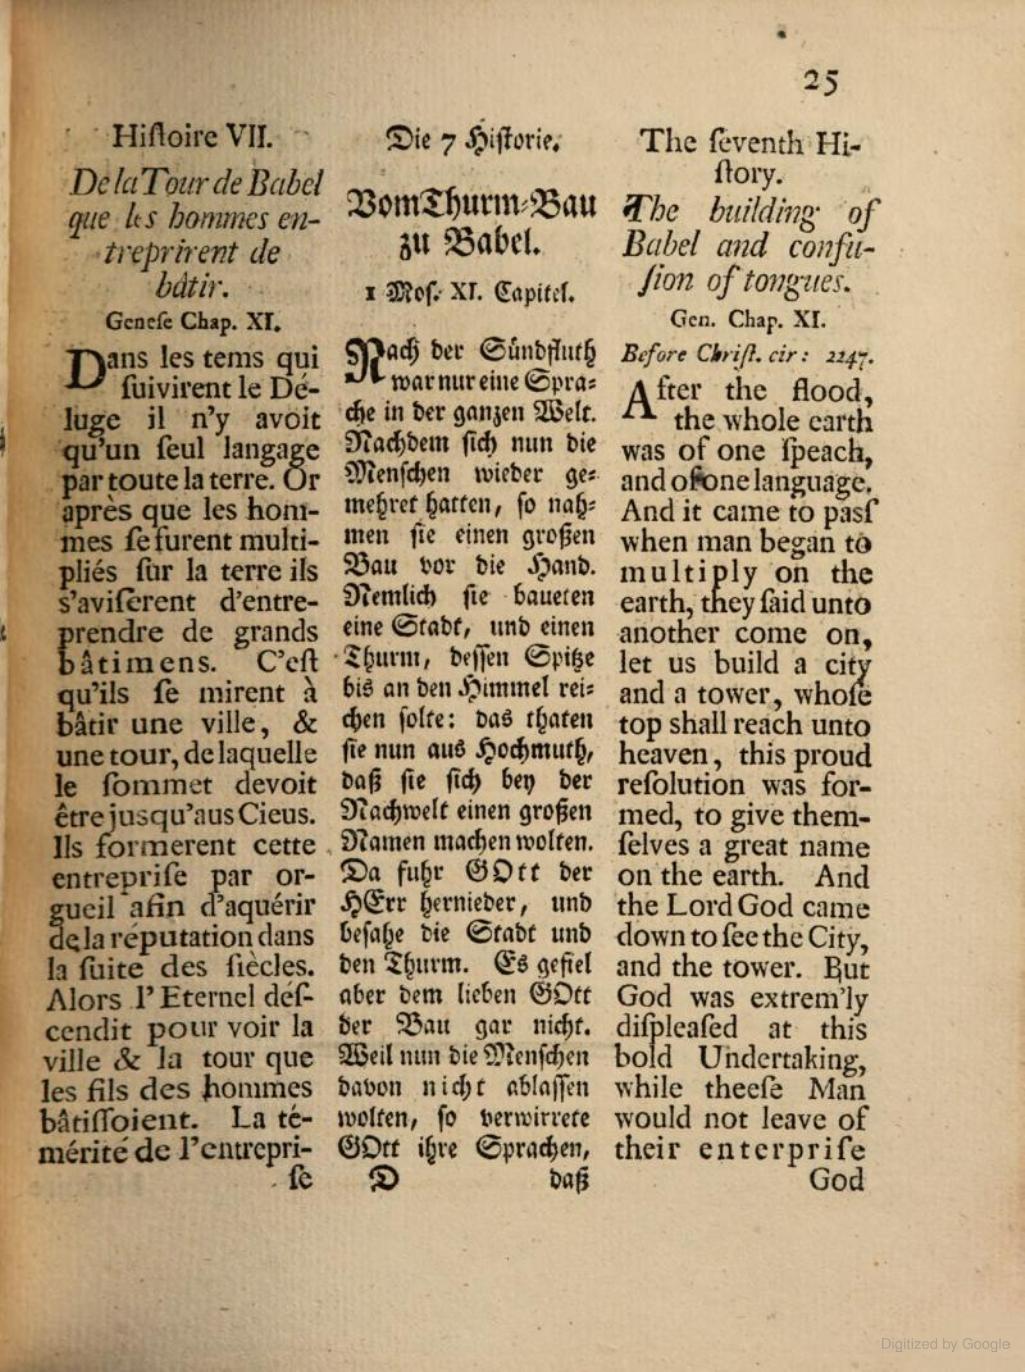 25
Hiſtoire VII.
De la Tour de Babel
que les hommes en-
treprirent de
bâtir.
Geneſe Chap. XI.
Dans les tems qui
ſuivirent le Dé-
luge il n'y avoit
qu'un ſeul langage
par toute la terre. Or
après que les hom-
mes ſe furent multi-
pliés ſur la terre ils
s'aviſerent d'entre-
prendre de grands
bâtimens. C'eſt
qu'ils ſe mirent à
bâtir une ville, &
une tour, de laquelle
le ſommet devoit
être jusqu'aus Cieus.
Ils formerent cette
entrepriſe par or-
gueil afin d'aquérir
de la réputation dans
la ſuite des ſiècles.
Alors l'Eternel déſ-
cendit pour voir la
ville & la tour que
les fils des hommes
bâtiſſoient. La té-
mérité de l'entrepri-
ſe
Die 7 Hiſtorie.
Vom Thurm-Bau
zu Babel.
1 Moſ. XI. Capitel.
Nach der Sündfluth
war nur eine Spra-
che in der ganzen Welt.
Nachdem ſich nun die
Menſchen wieder ge-
mehret hatten, ſo nah-
men ſie einen großen
Bau vor die Hand.
Nemlich ſie baueten
eine Stadt, und einen
Thurm, deſſen Spitze
bis an den Himmel rei-
chen ſolte: das thaten
ſie nun aus Hochmuth,
daß ſie ſich bey der
Nachwelt einen großen
Namen machen wolten.
Da fuhr GOtt der
HErr hernieder, und
beſahe die Stadt und
den Thurm. Es gefiel
aber dem lieben GOtt
der Bau gar nicht.
Weil nun die Menſchen
davon nicht ablaſſen
wolten, ſo verwirrete
GOtt ihre Sprachen,
D daß
The ſeventh Hi-
ſtory.
The building of
Babel and confu-
ſion of tongues.
Gen. Chap. XI.
Before Chriſt. cir: 2247.
After the flood,
the whole earth
was of one ſpeach,
and of one language.
And it came to paſſ
when man began to
multiply on the
earth, they ſaid unto
another come on,
let us build a city
and a tower, whoſe
top shall reach unto
heaven, this proud
reſolution was for-
med, to give them-
ſelves a great name
on the earth. And
the Lord God came
down to ſee the City,
and the tower. But
God was extrem'ly
diſpleaſed at this
bold Undertaking,
while theeſe Man
would not leave of
their enterpriſe
God
Digitized by Google